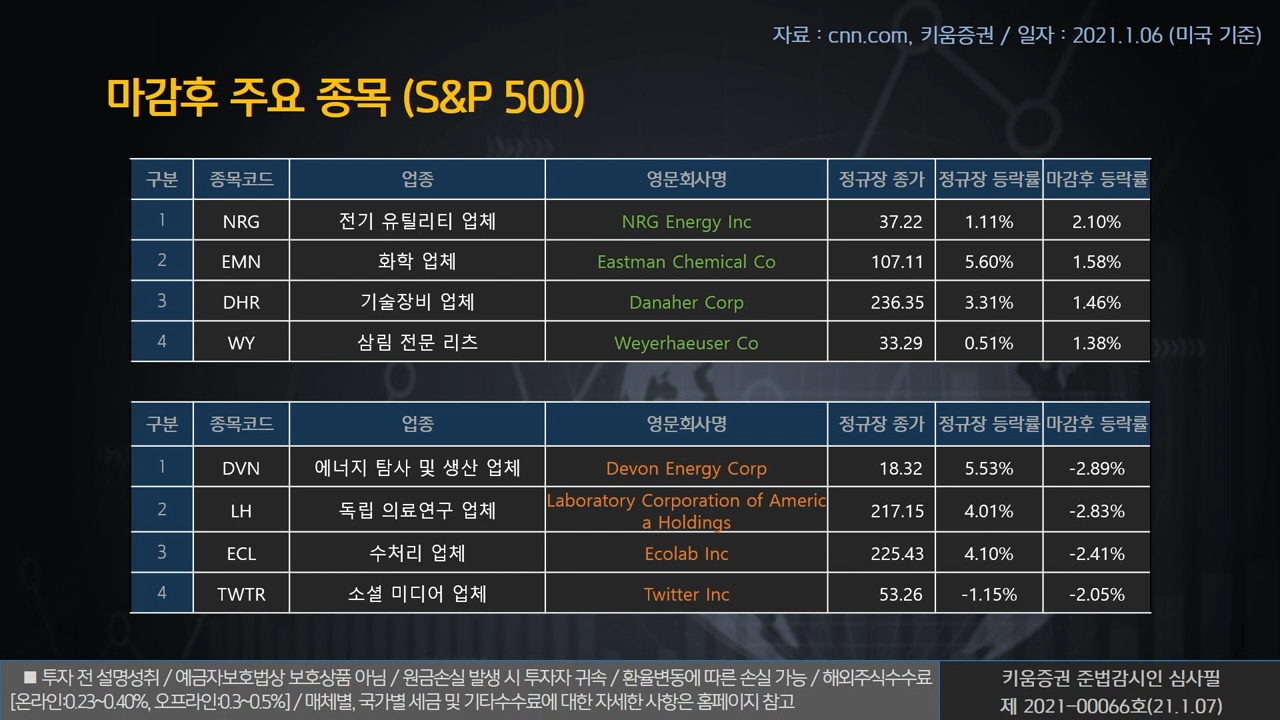 자료 : cnn.com, 키움증권 / 일자 : 2021.1.06 (미국 기준)
마감후 주요 종목 (S&P 500)
구분 종목코드 업종 영문회사명 정규장 종가 정규장 등락률 마감후 등락률
1 NRG 전기 유틸리티 업체 NRG Energy Inc 37.22 1.11% 2.10%
2 EMN 화학 업체 Eastman Chemical Co 107.11 5.60% 1.58%
3 DHR 기술장비 업체 Danaher Corp 236.35 3.31% 1.46%
4 WY 삼림 전문 리츠 Weyerhaeuser Co 33.29 0.51% 1.38%
구분 종목코드 업종 영문회사명 정규장 종가 정규장 등락률 마감후 등락률
1 DVN 에너지 탐사 및 생산 업체 Devon Energy Corp 18.32 5.53% -2.89%
2 LH 독립 의료연구 업체 Laboratory Corporation of Americ
a Holdings 217.15 4.01% -2.83%
3 ECL 수처리 업체 Ecolab Inc 225.43 4.10% -2.41%
4 TWTR 소셜 미디어 업체 Twitter Inc 53.26 -1.15% -2.05%
■ 투자 전 설명성취 / 예금자보호법상 보호상품 아님 / 원금손실 발생 시 투자자 귀속 / 환율변동에 따른 손실 가능 / 해외주식수수료
[온라인:0.23~0.40%, 오프라인:0.3~0.5%] / 매체별, 국가별 세금 및 기타수수료에 대한 자세한 사항은 홈페이지 참고
키움증권 준법감시인 심사필
제 2021-00066호(21.1.07)